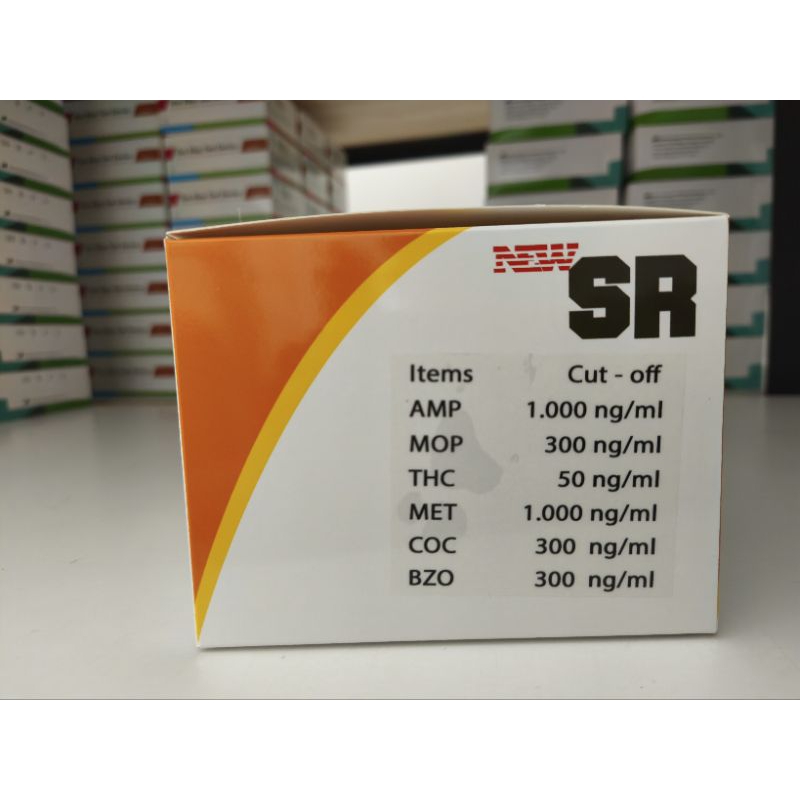 NEW
SR
Items Cut - off
AMP 1.000 ng/ml
MOP 300 ng/ml
THC 50 ng/ml
MET 1.000 ng/ml
COC 300 ng/ml
BZO 300 ng/ml